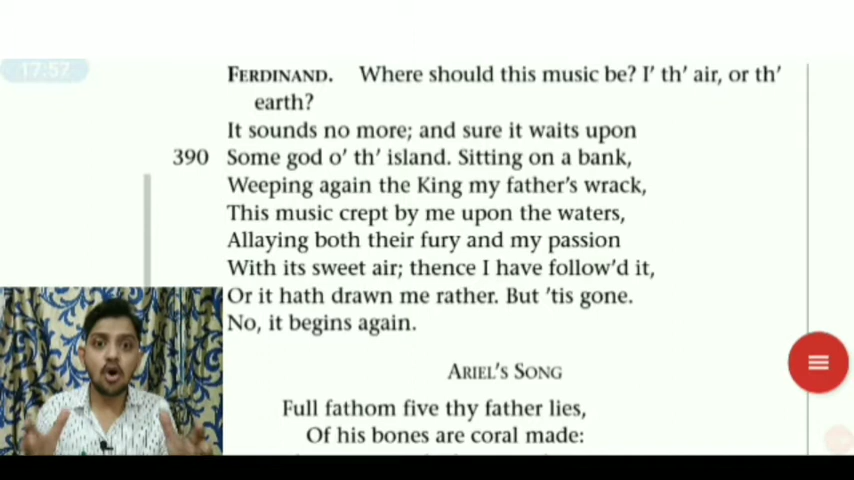 17:57
FERDINAND. Where should this music be? I' th' air, or th'
earth?
It sounds no more; and sure it waits upon
390 Some god o' th' island. Sitting on a bank,
Weeping again the King my father's wrack,
This music crept by me upon the waters,
Allaying both their fury and my passion
With its sweet air; thence I have follow'd it,
Or it hath drawn me rather. But 'tis gone.
No, it begins again.
ARIEL'S SONG
Full fathom five thy father lies,
Of his bones are coral made: